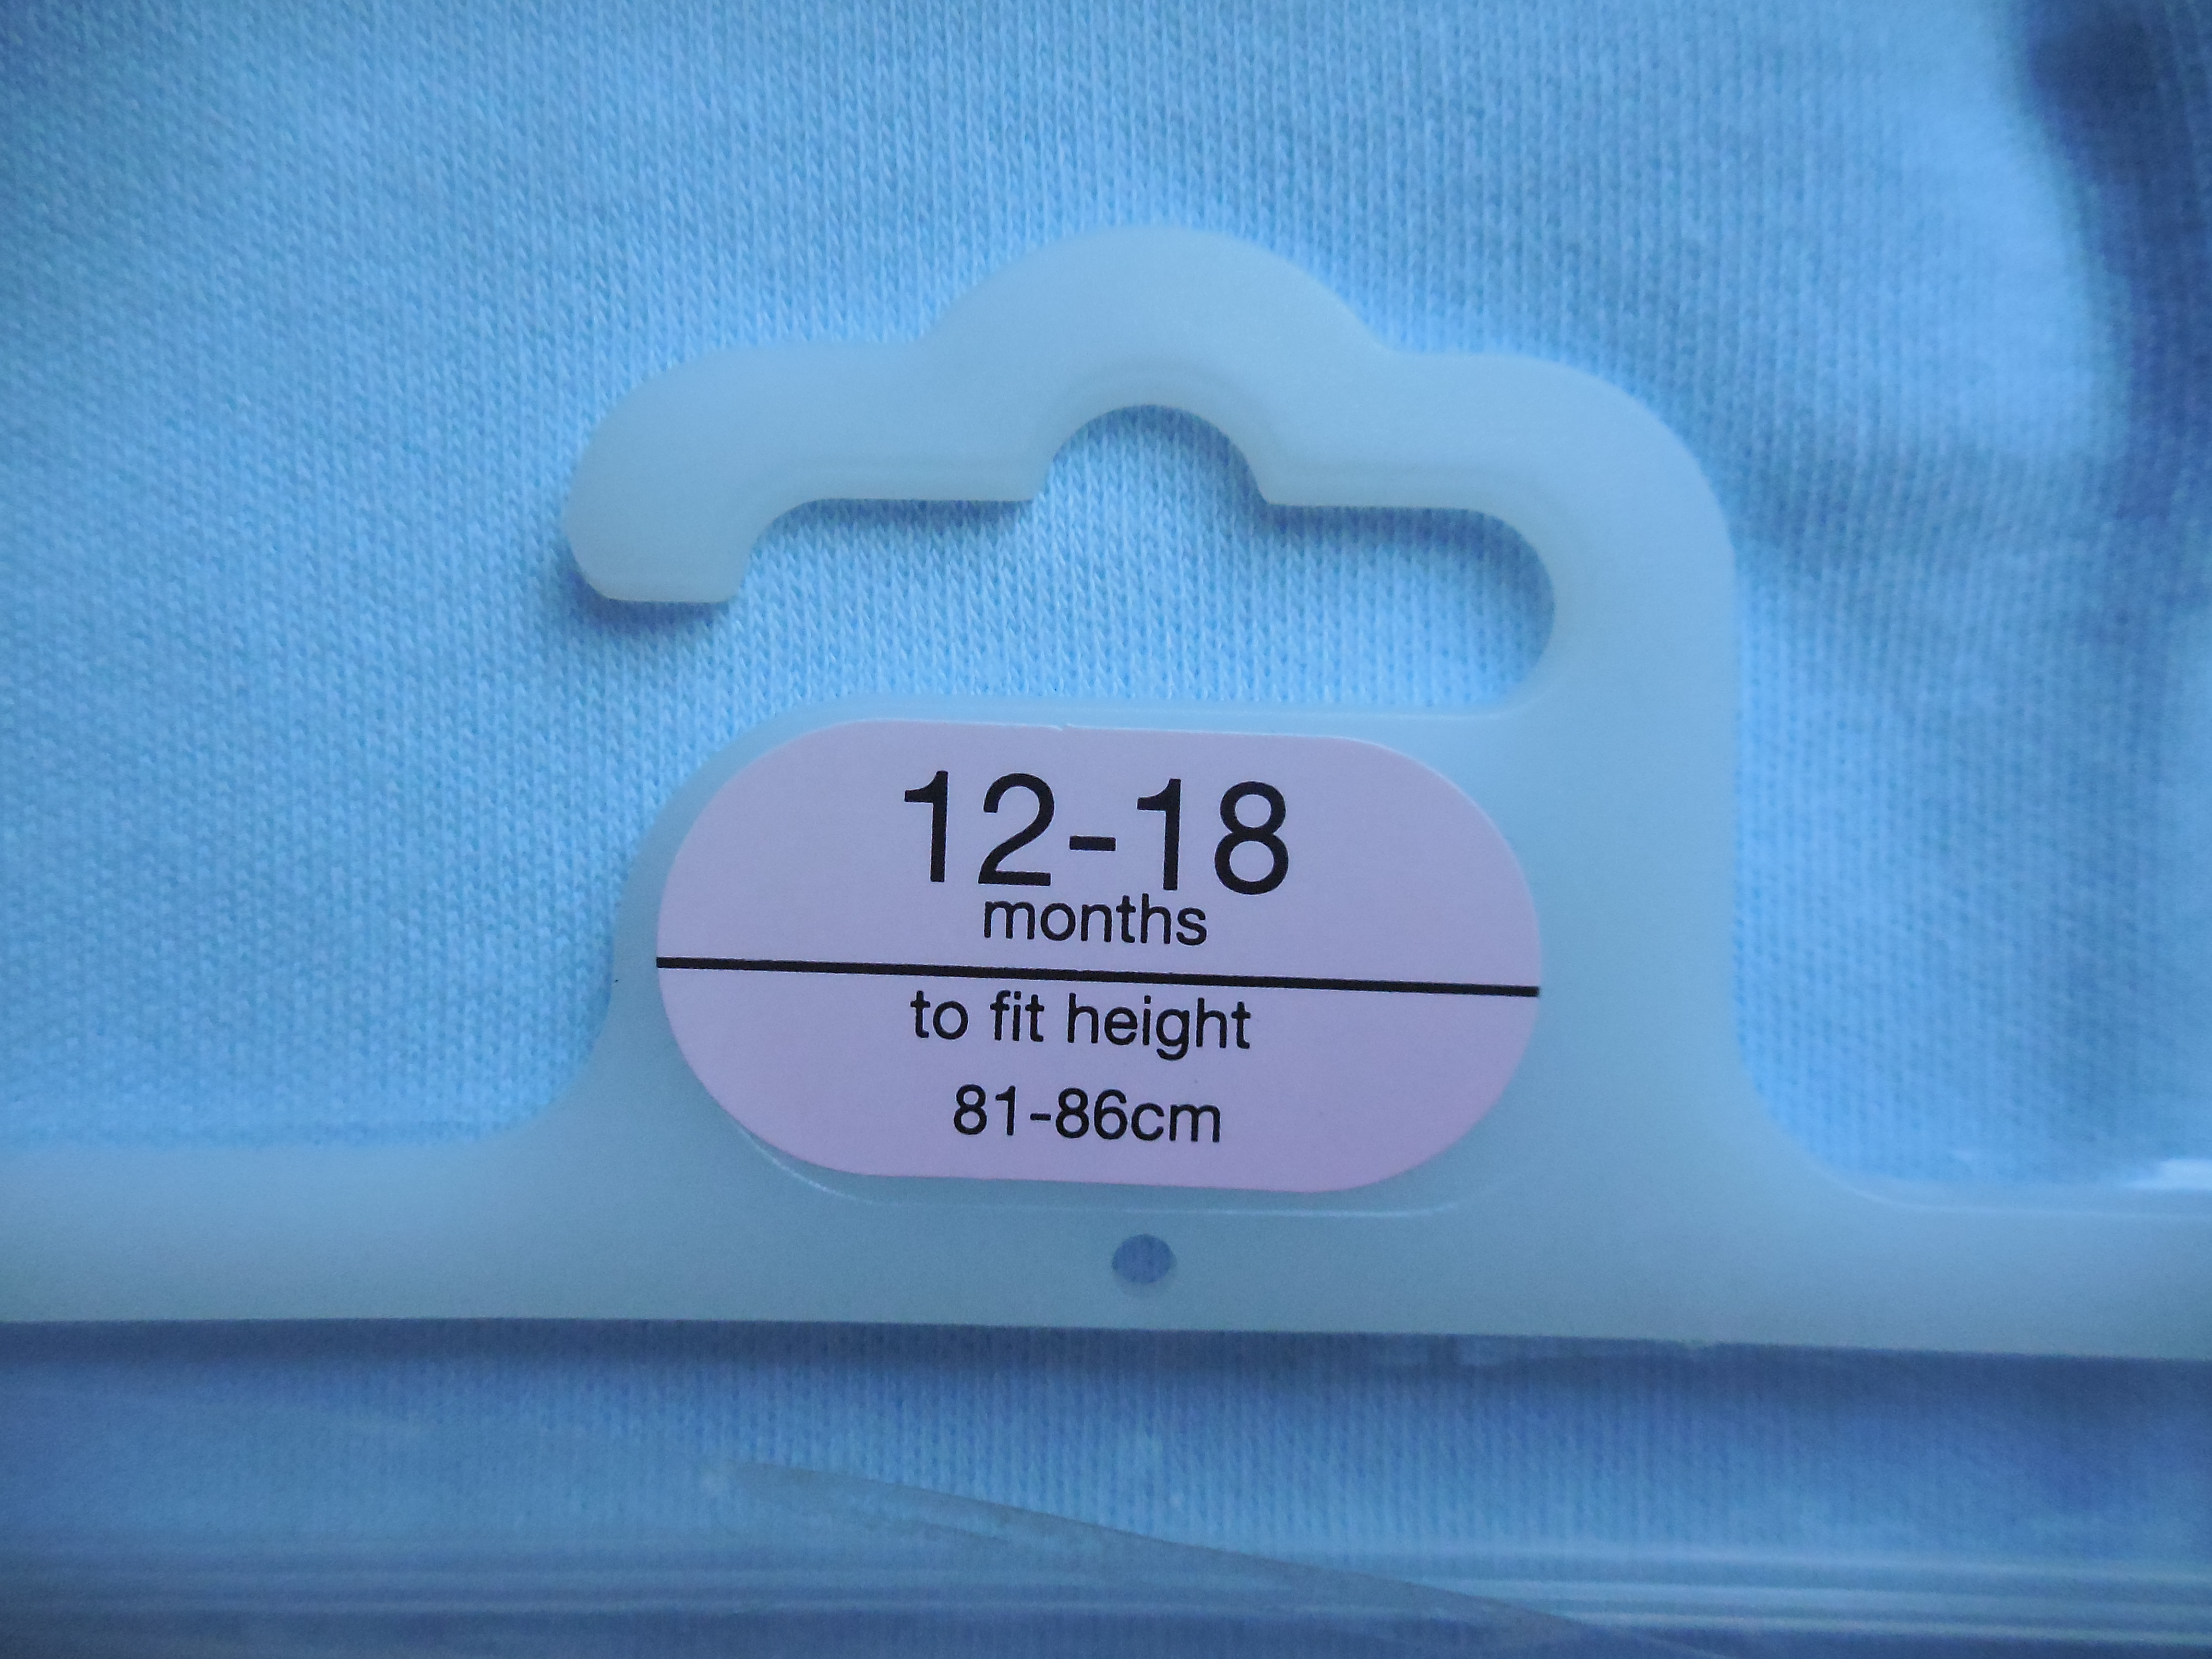 12-18
months
to fit height
81-86cm